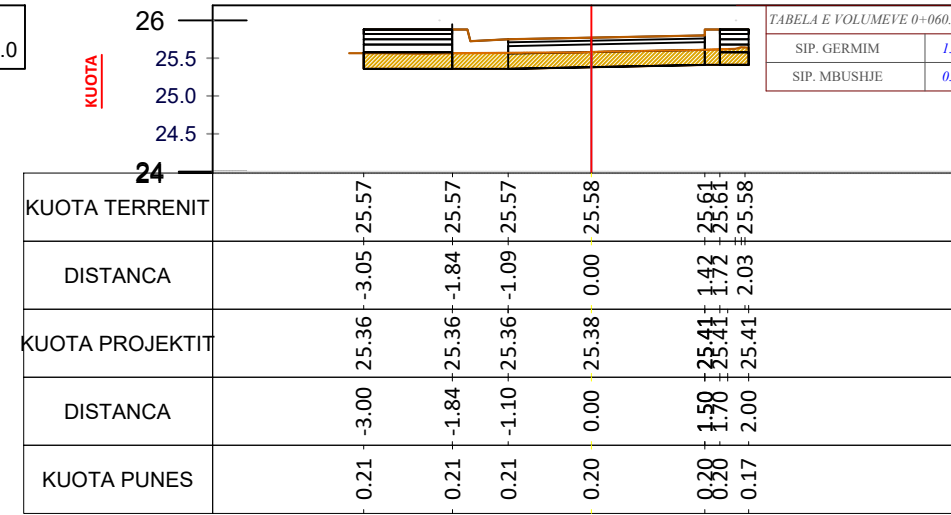 .0
KUOTA
26
25.5
25.0
24.5
24
TABELA E VOLUMEVE 0+060.
SIP. GERMIM 1.
SIP. MBUSHJE 0.
KUOTA TERRENIT 25.57 25.57 25.57 25.58 25.61 25.61 25.58
DISTANCA -3.05 -1.84 -1.09 0.00 1.42 1.72 2.03
KUOTA PROJEKTIT 25.36 25.36 25.36 25.38 25.41 25.41 25.41
DISTANCA -3.00 -1.84 -1.10 0.00 1.50 1.70 2.00
KUOTA PUNES 0.21 0.21 0.21 0.20 0.20 0.20 0.17